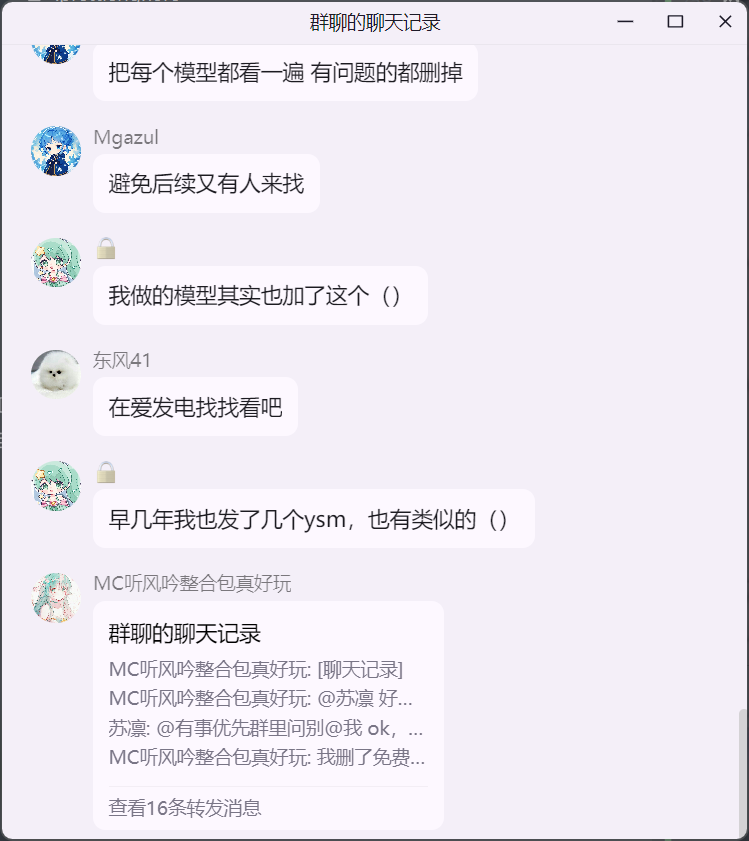 群聊的聊天记录
把每个模型都看一遍 有问题的都删掉
Mgazul
避免后续又有人来找
我做的模型其实也加了这个（）
东风41
在爱发电找找看吧
早几年我也发了几个ysm，也有类似的（）
MC听风吟整合包真好玩
群聊的聊天记录
MC听风吟整合包真好玩: [聊天记录]
MC听风吟整合包真好玩: @苏凛 好...
苏凛: @有事优先群里问别@我 ok，...
MC听风吟整合包真好玩: 我删了免费...
查看16条转发消息